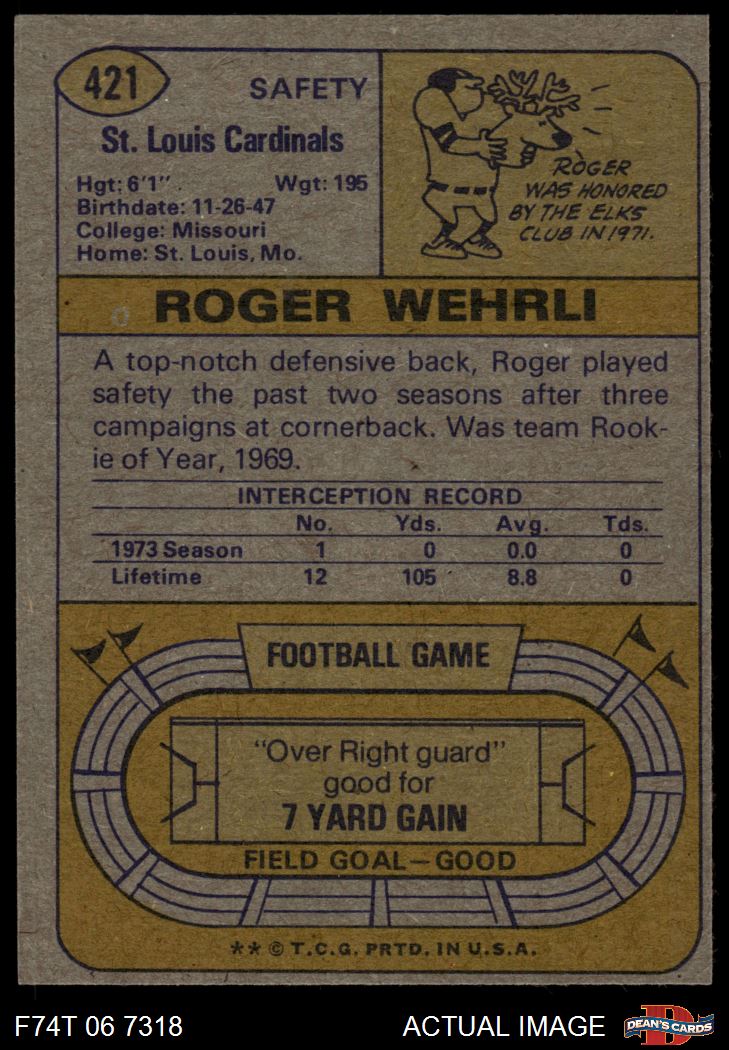 421
SAFETY
St. Louis Cardinals
Hgt: 6'1" Wgt: 195
Birthdate: 11-26-47
College: Missouri
Home: St. Louis, Mo.
ROGER
WAS HONORED
BY THE ELKS
CLUB IN 1971.
ROGER WEHRLI
A top-notch defensive back, Roger played
safety the past two seasons after three
campaigns at cornerback. Was team Rook-
ie of Year, 1969.
INTERCEPTION RECORD
No. Yds. Avg. Tds.
1973 Season 1 0 0.0 0
Lifetime 12 105 8.8 0
FOOTBALL GAME
"Over Right guard"
good for
7 YARD GAIN
FIELD GOAL—GOOD
** © T.C.G. PRTD. IN U.S.A.
F74T 06 7318 ACTUAL IMAGE
D
DEAN'S CARDS